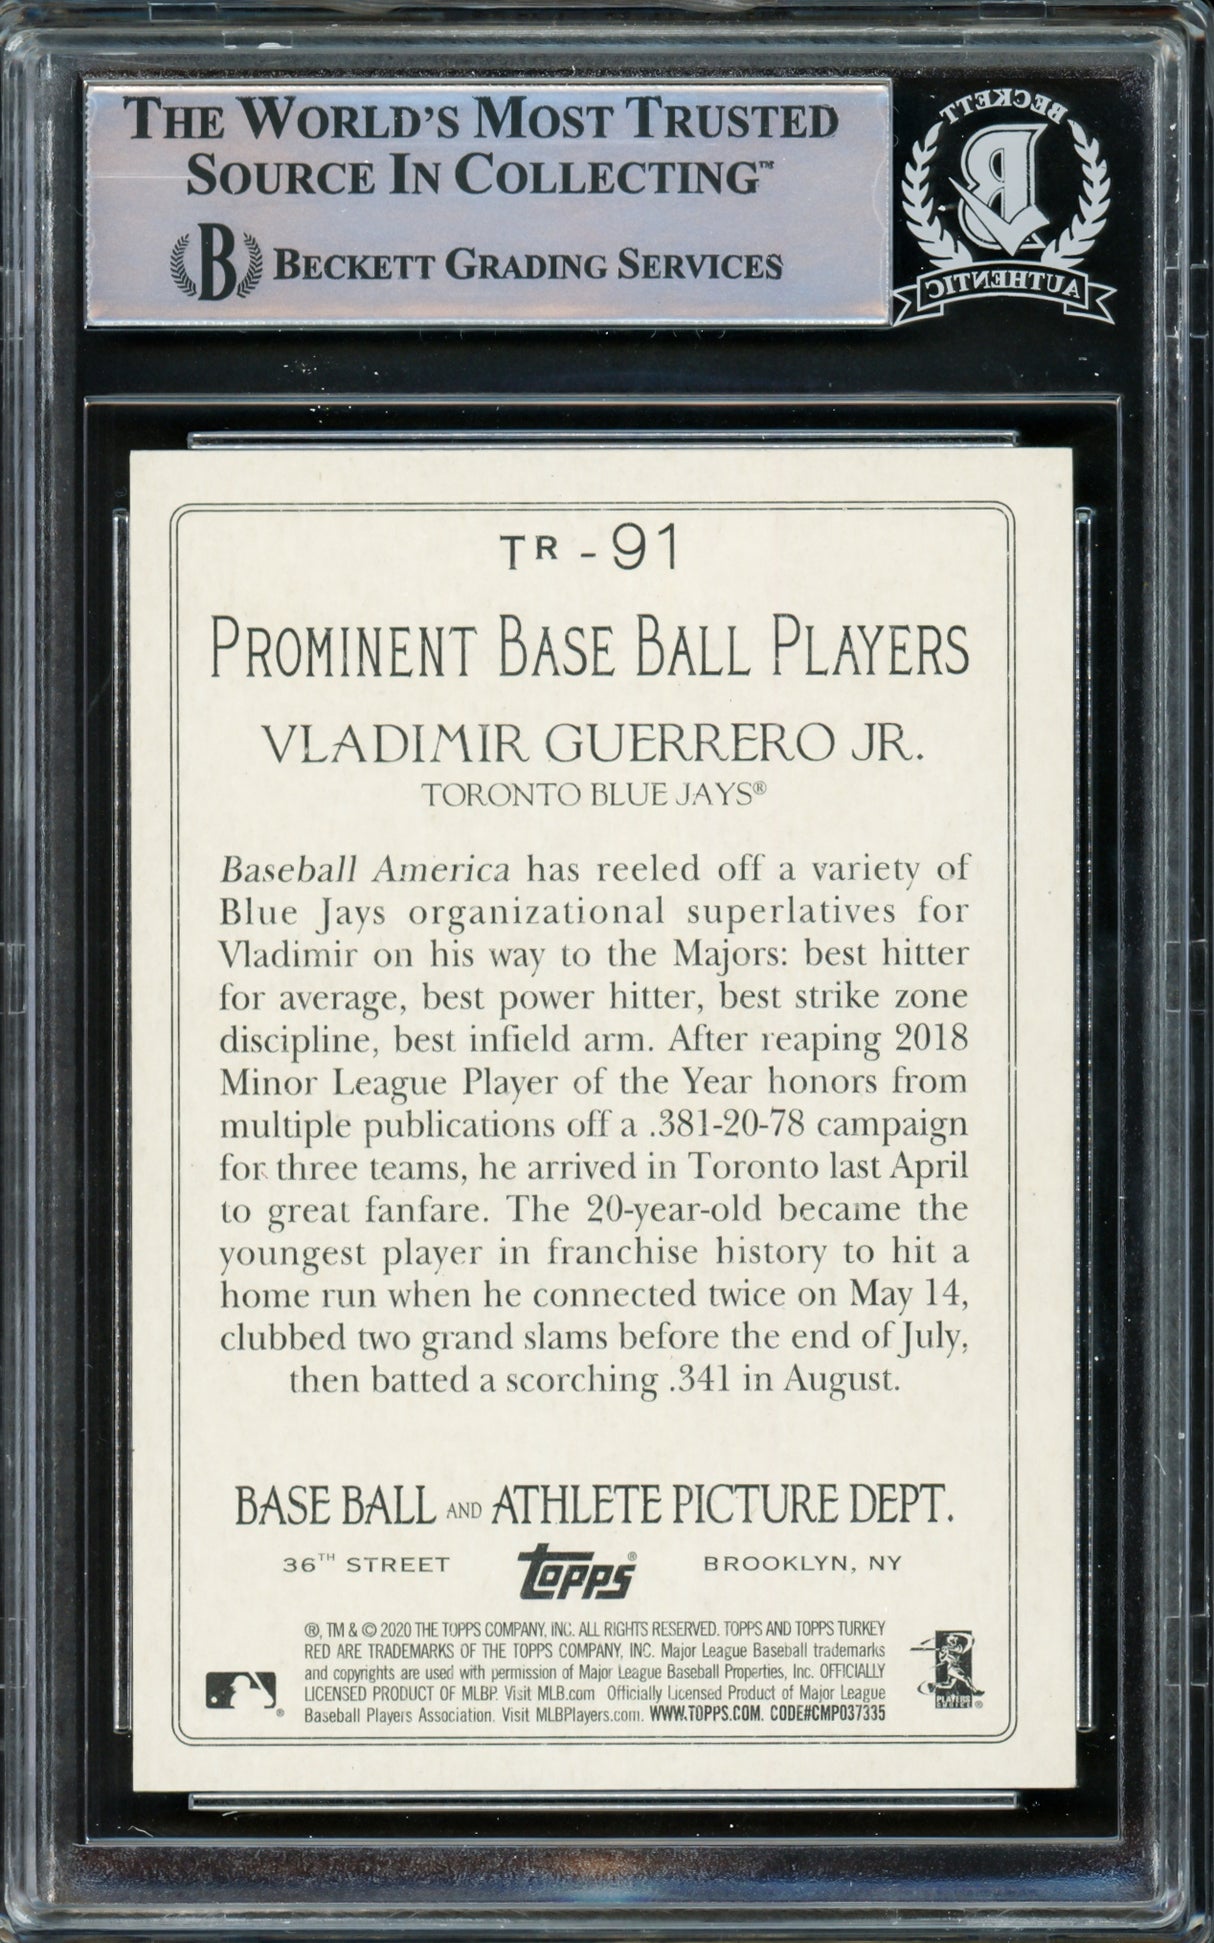 THE WORLD'S MOST TRUSTED
SOURCE IN COLLECTING™
B BECKETT GRADING SERVICES
BECKETT
B
AUTHENTIC
TR - 91
PROMINENT BASE BALL PLAYERS
VLADIMIR GUERRERO JR.
TORONTO BLUE JAYS®
Baseball America has reeled off a variety of
Blue Jays organizational superlatives for
Vladimir on his way to the Majors: best hitter
for average, best power hitter, best strike zone
discipline, best infield arm. After reaping 2018
Minor League Player of the Year honors from
multiple publications off a .381-20-78 campaign
for three teams, he arrived in Toronto last April
to great fanfare. The 20-year-old became the
youngest player in franchise history to hit a
home run when he connected twice on May 14,
clubbed two grand slams before the end of July,
then batted a scorching .341 in August.
BASE BALL AND ATHLETE PICTURE DEPT.
36TH STREET Topps® BROOKLYN, NY
®, TM & © 2020 THE TOPPS COMPANY, INC. ALL RIGHTS RESERVED. TOPPS AND TOPPS TURKEY
RED ARE TRADEMARKS OF THE TOPPS COMPANY, INC. Major League Baseball trademarks
and copyrights are used with permission of Major League Baseball Properties, Inc. OFFICIALLY
LICENSED PRODUCT OF MLBP. Visit MLB.com Officially Licensed Product of Major League
Baseball Players Association. Visit MLBPlayers.com. WWW.TOPPS.COM. CODE#CMP037335
PLAYERS
CHOICE®